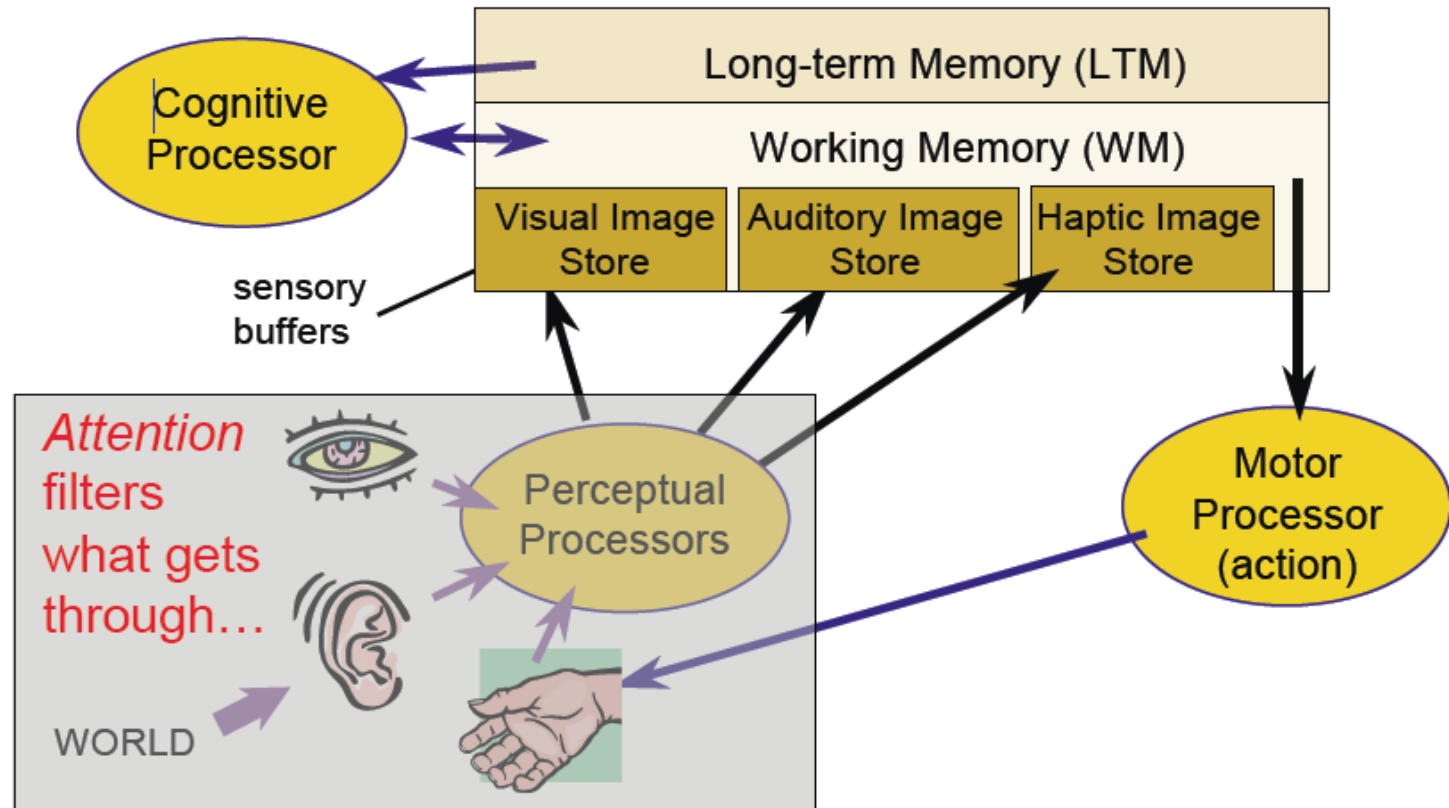 Long-term Memory (LTM)
Cognitive
Processor
Working Memory (WM)
Visual Image
Store
Auditory Image
Store
Haptic Image
Store
sensory
buffers
Attention
filters
what gets
through…
Perceptual
Processors
Motor
Processor
(action)
WORLD